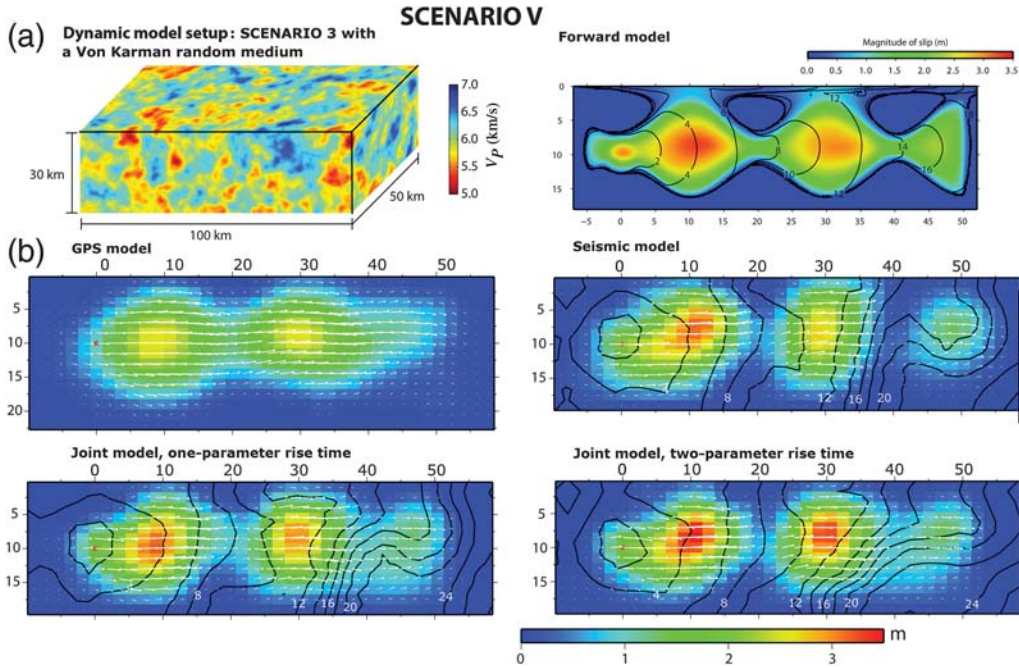 SCENARIO V
(a)
Dynamic model setup: SCENARIO 3 with
a Von Karman random medium
30 km
100 km
50 km
7.0
6.5
6.0
5.5
5.0
VP (km/s)
Forward model
Magnitude of slip (m)
0.0 0.5 1.0 1.5 2.0 2.5 3.0 3.5
0
5
10
15
2 4 4 6 8 10 12 12 14 16 18
−5 0 5 10 15 20 25 30 35 40 45 50
(b)
GPS model
0 10 20 30 40 50
5
10
15
20
Seismic model
0 10 20 30 40 50
5
10
15
4 8 12 16 20
Joint model, one-parameter rise time
0 10 20 30 40 50
5
10
15
8 12 16 20 24
Joint model, two-parameter rise time
0 10 20 30 40 50
5
10
15
4 8 12 16 20 24
m
0 1 2 3